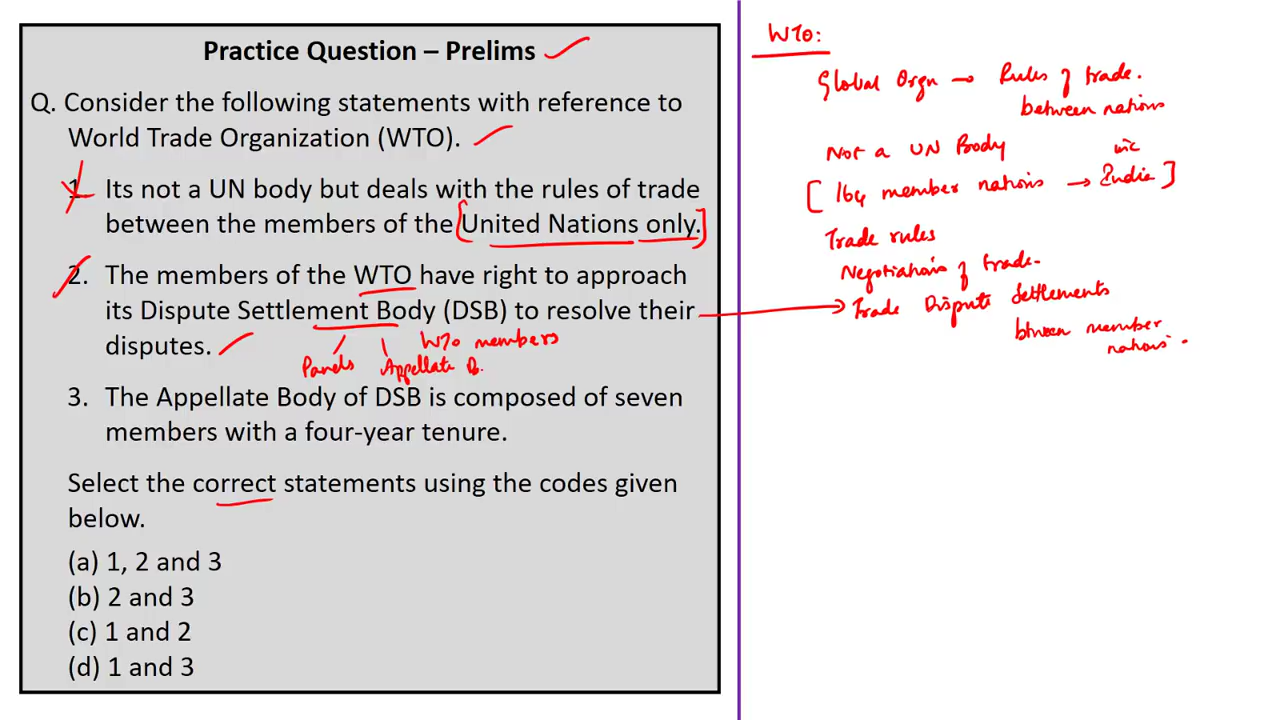 Practice Question – Prelims
Q. Consider the following statements with reference to
World Trade Organization (WTO).
1. Its not a UN body but deals with the rules of trade
between the members of the [United Nations only.]
2. The members of the WTO have right to approach
its Dispute Settlement Body (DSB) to resolve their
disputes.
WTO members
Panels Appellate B.
3. The Appellate Body of DSB is composed of seven
members with a four-year tenure.
Select the correct statements using the codes given
below.
(a) 1, 2 and 3
(b) 2 and 3
(c) 1 and 2
(d) 1 and 3
WTO:
Global Orgn → Rules of trade.
between nations
Not a UN Body
[164 member nations → India]
Trade rules
Negotiations of trade.
Trade Dispute Settlements
btween member
nations.